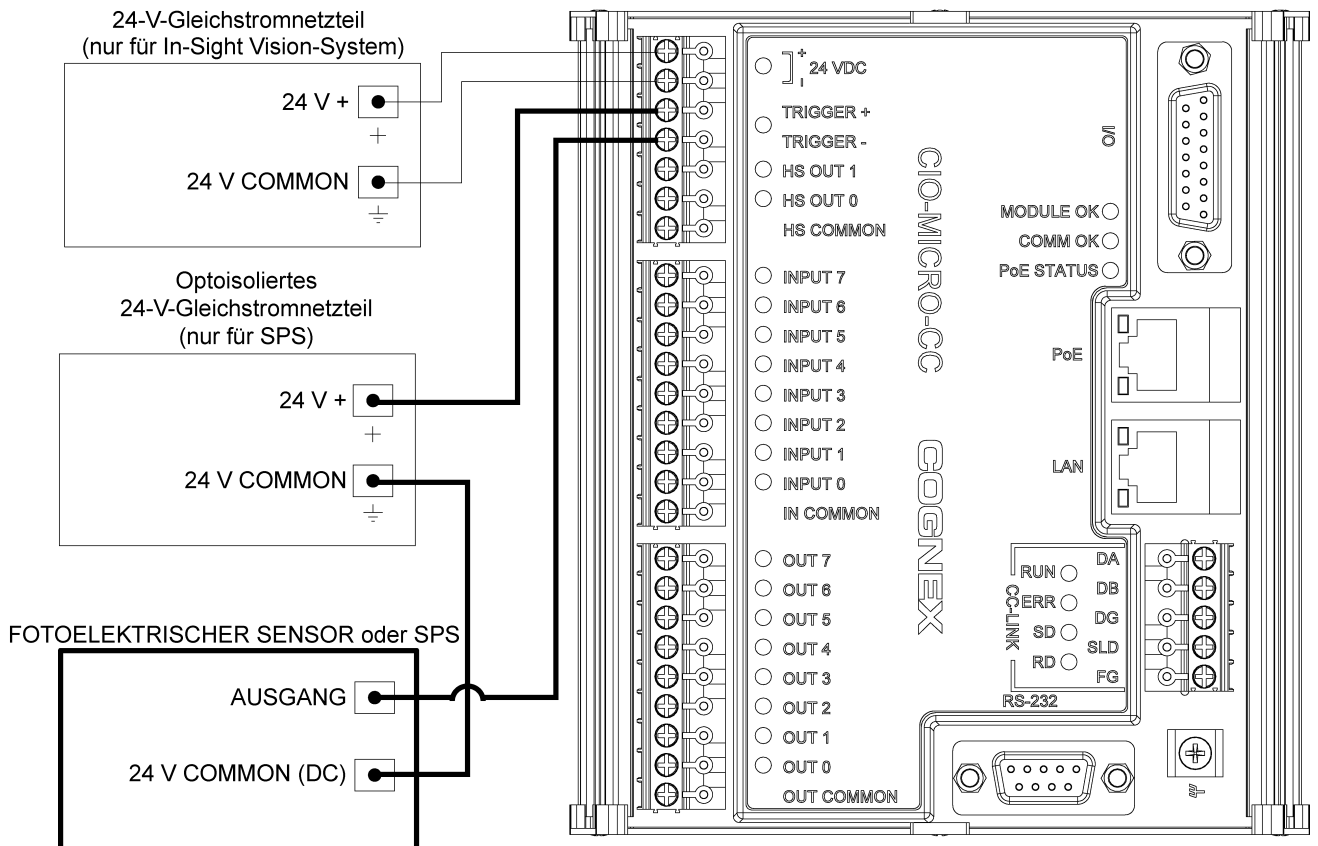 24-V-Gleichstromnetzteil
(nur für In-Sight Vision-System)
24 V +
24 V COMMON
Optoisoliertes
24-V-Gleichstromnetzteil
(nur für SPS)
24 V +
24 V COMMON
FOTOELEKTRISCHER SENSOR oder SPS
AUSGANG
24 V COMMON (DC)
+
-
24 VDC
TRIGGER +
TRIGGER -
HS OUT 1
HS OUT 0
HS COMMON
INPUT 7
INPUT 6
INPUT 5
INPUT 4
INPUT 3
INPUT 2
INPUT 1
INPUT 0
IN COMMON
OUT 7
OUT 6
OUT 5
OUT 4
OUT 3
OUT 2
OUT 1
OUT 0
OUT COMMON
CIO-MICRO-CC
COGNEX
I/O
MODULE OK
COMM OK
PoE STATUS
PoE
LAN
CC-LINK
RUN
ERR
SD
RD
DA
DB
DG
SLD
FG
RS-232